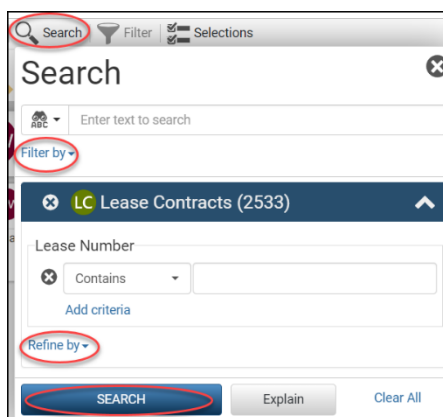 Search Filter Selections
Search
ABC Enter text to search
Filter by
LC Lease Contracts (2533)
Lease Number
Contains
Add criteria
Refine by
SEARCH Explain Clear All